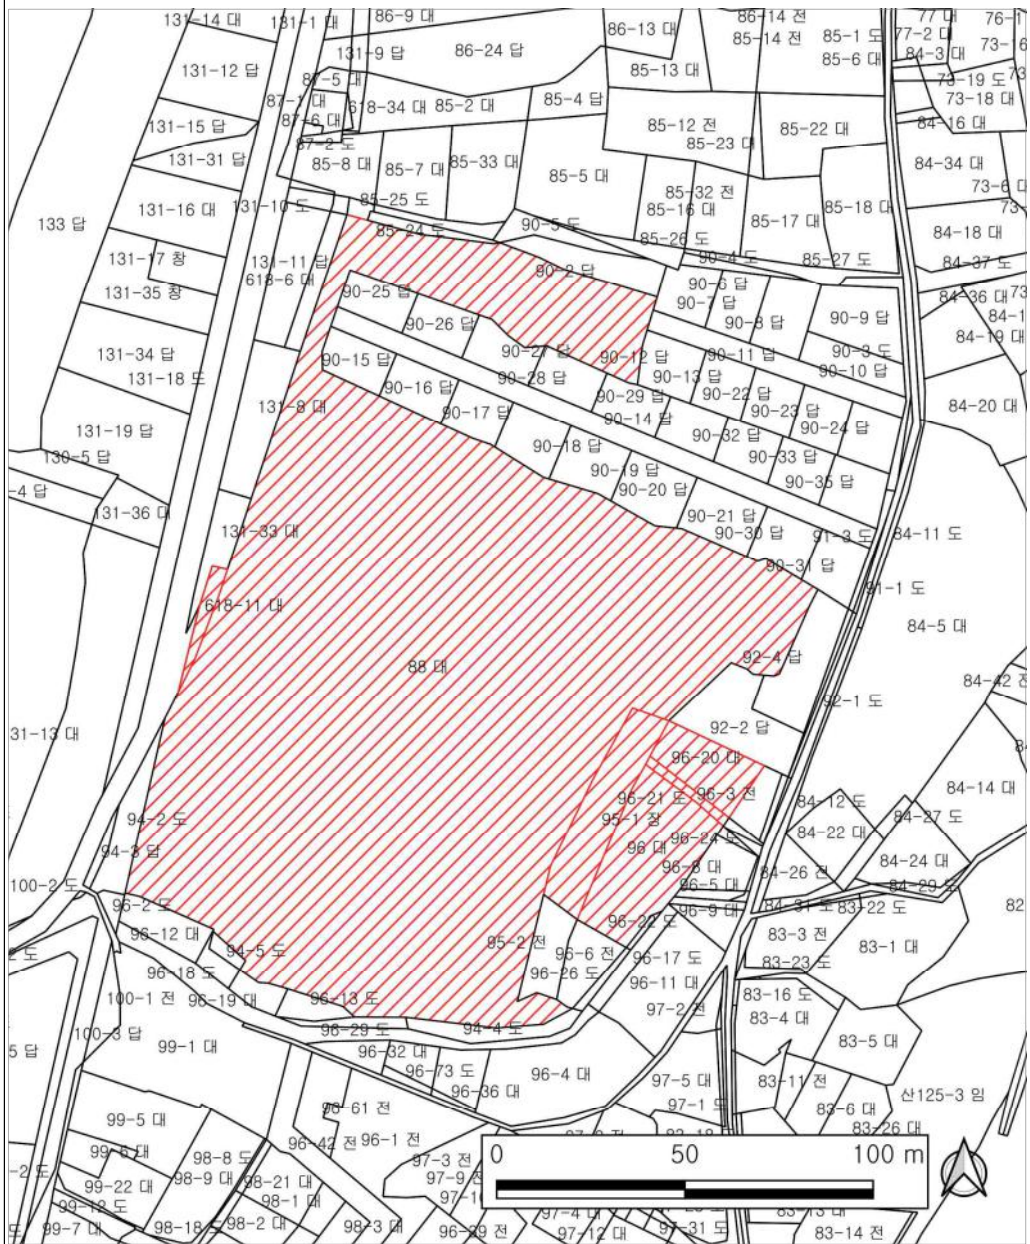 131-14 대
131-1 대
86-9 대
86-13 대
86-14 전
85-14 전
85-1 도
85-6 대
77-2 대
84-3 대
131-12 답
131-9 답
86-24 답
85-13 대
73-19 도
73-18 대
87-5 대
87-1 대
87-6 대
618-34 대
85-2 대
85-4 답
84-16 대
131-15 답
87-2 도
85-12 전
85-23 대
85-22 대
131-31 답
85-8 대
85-7 대
85-33 대
85-5 대
85-32 전
84-34 대
133 답
131-16 대
131-10 도
85-25 도
85-16 대
85-18 대
85-24 도
90-5 도
85-26 도
85-17 대
84-18 대
131-17 창
131-11 답
618-6 대
90-2 답
90-4 도
85-27 도
84-37 도
131-35 창
90-25 답
90-6 답
90-7 답
84-36 대
90-26 답
90-8 답
90-9 답
84-19 대
131-34 답
131-18 도
90-15 답
90-27 답
90-12 답
90-11 답
90-3 도
90-10 답
90-16 답
90-28 답
90-13 답
90-29 답
90-22 답
131-8 대
90-17 답
90-14 답
90-23 답
90-24 답
84-20 대
131-19 답
90-18 답
90-32 답
130-5 답
90-19 답
90-33 답
90-20 답
90-35 답
131-36 대
90-21 답
131-33 대
90-30 답
91-3 도
84-11 도
90-31 답
91-1 도
618-11 대
84-5 대
88 대
92-4 답
84-42 전
92-1 도
92-2 답
31-13 대
96-20 대
96-21 도
96-3 전
84-14 대
84-12 도
94-2 도
95-1 장
84-27 도
96-24 도
84-22 대
94-3 답
96 대
96-8 대
84-24 대
100-2 도
96-5 대
84-26 전
84-29 도
96-2 도
96-22 도
96-9 대
84-31 도
83-22 도
96-12 대
94-5 도
95-2 전
96-6 전
83-3 전
83-1 대
96-18 도
96-26 도
96-17 도
83-23 도
100-1 전
96-19 대
96-13 도
96-11 대
83-16 도
97-2 전
83-4 대
100-3 답
96-29 도
94-4 도
83-5 대
99-1 대
96-32 대
96-73 도
96-4 대
97-5 대
83-11 전
96-36 대
산125-3 임
96-61 전
97-1 도
83-6 대
99-5 대
83-26 대
96-42 전
96-1 전
99-6 대
98-8 도
97-3 전
98-9 대
98-21 대
99-22 대
98-1 대
99-12 도
99-7 대
98-18 도
98-2 대
98-3 대
97-12 대
97-31 도
83-14 전
0 50 100 m